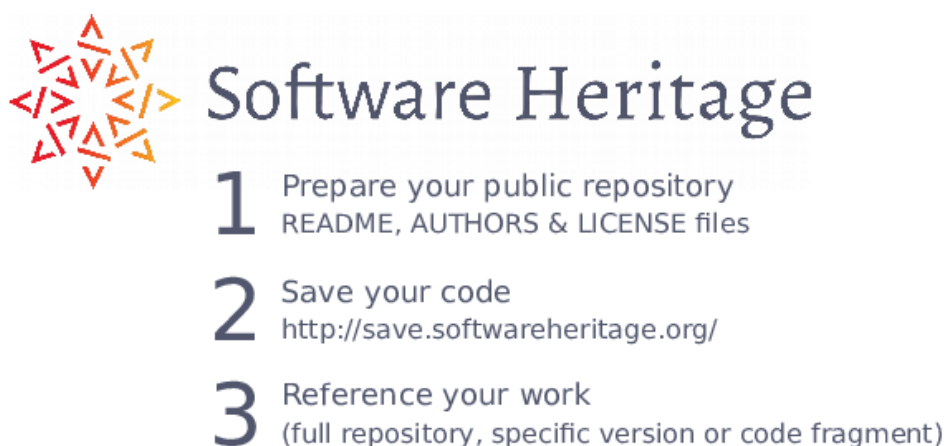 Software Heritage
1 Prepare your public repository
README, AUTHORS & LICENSE files
2 Save your code
http://save.softwareheritage.org/
3 Reference your work
(full repository, specific version or code fragment)